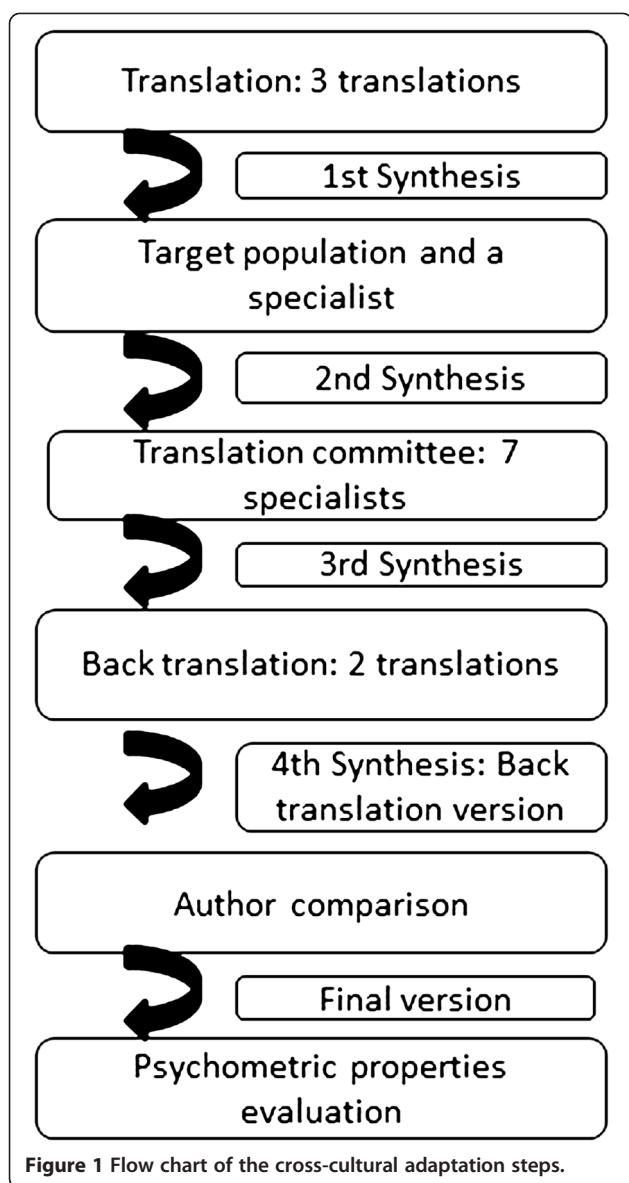 Translation: 3 translations
1st Synthesis
Target population and a
specialist
2nd Synthesis
Translation committee: 7
specialists
3rd Synthesis
Back translation: 2 translations
4th Synthesis: Back
translation version
Author comparison
Final version
Psychometric properties
evaluation
Figure 1 Flow chart of the cross-cultural adaptation steps.